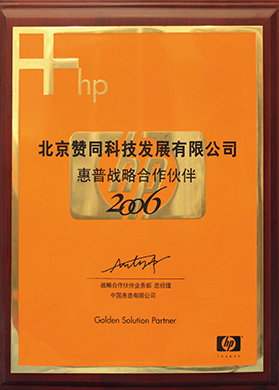 hp
北京赞同科技发展有限公司
惠普战略合作伙伴
2006
战略合作伙伴业务部 总经理
中国惠普有限公司
Golden Solution Partner
hp
invent